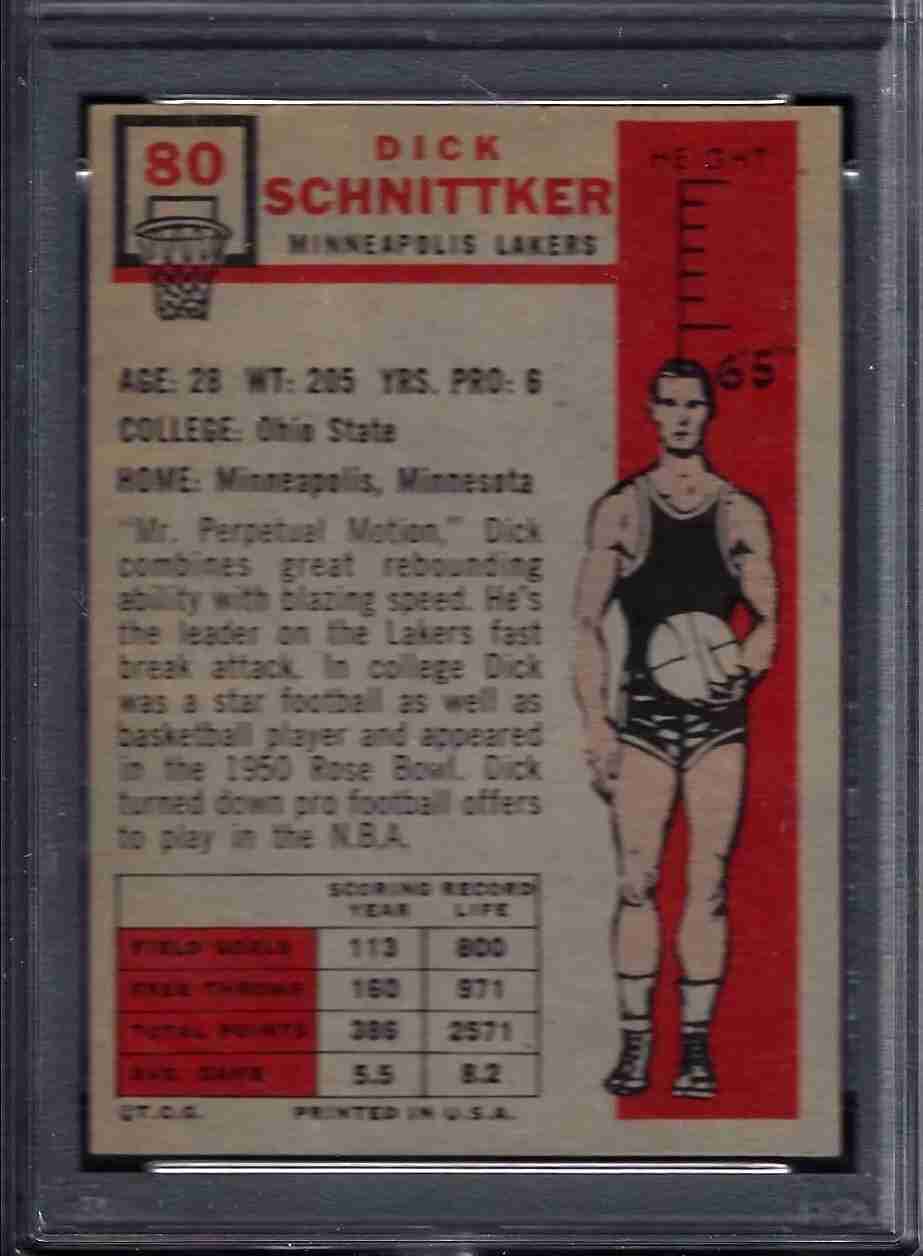 80
DICK
SCHNITTKER
MINNEAPOLIS LAKERS
HEIGHT
6'5"
AGE: 28 WT: 205 YRS. PRO: 6
COLLEGE: Ohio State
HOME: Minneapolis, Minnesota
"Mr. Perpetual Motion," Dick
combines great rebounding
ability with blazing speed. He's
the leader on the Lakers fast
break attack. In college Dick
was a star football as well as
basketball player and appeared
in the 1950 Rose Bowl. Dick
turned down pro football offers
to play in the N.B.A.
SCORING RECORD
YEAR LIFE
FIELD GOALS 113 800
FREE THROWS 160 971
TOTAL POINTS 386 2571
AVG. GAME 5.5 8.2
©T.C.G. PRINTED IN U.S.A.